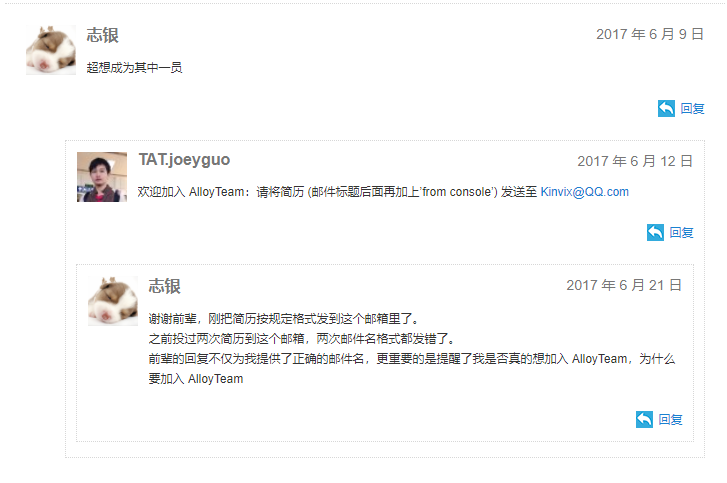 志银
2017 年 6 月 9 日
超想成为其中一员
回复
TAT.joeyguo
2017 年 6 月 12 日
欢迎加入 AlloyTeam：请将简历 (邮件标题后面再加上‘from console’) 发送至 Kinvix@QQ.com
回复
志银
2017 年 6 月 21 日
谢谢前辈，刚把简历按规定格式发到这个邮箱里了。
之前投过两次简历到这个邮箱，两次邮件名格式都发错了。
前辈的回复不仅为我提供了正确的邮件名，更重要的是提醒了我是否真的想加入 AlloyTeam，为什么
要加入 AlloyTeam
回复